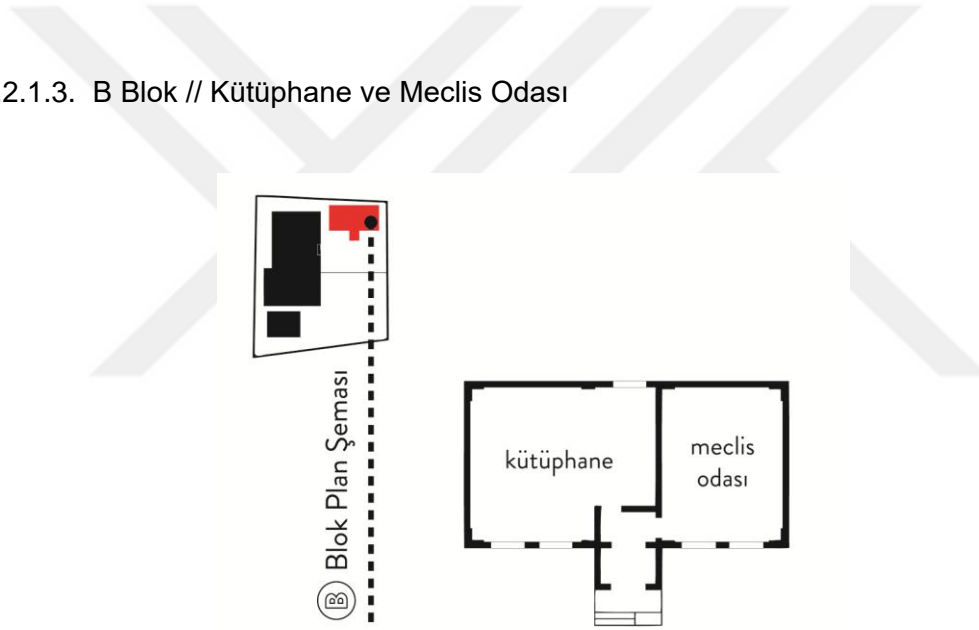 .2.1.3. B Blok // Kütüphane ve Meclis Odası
B Blok Plan Şeması
kütüphane
meclis
odası